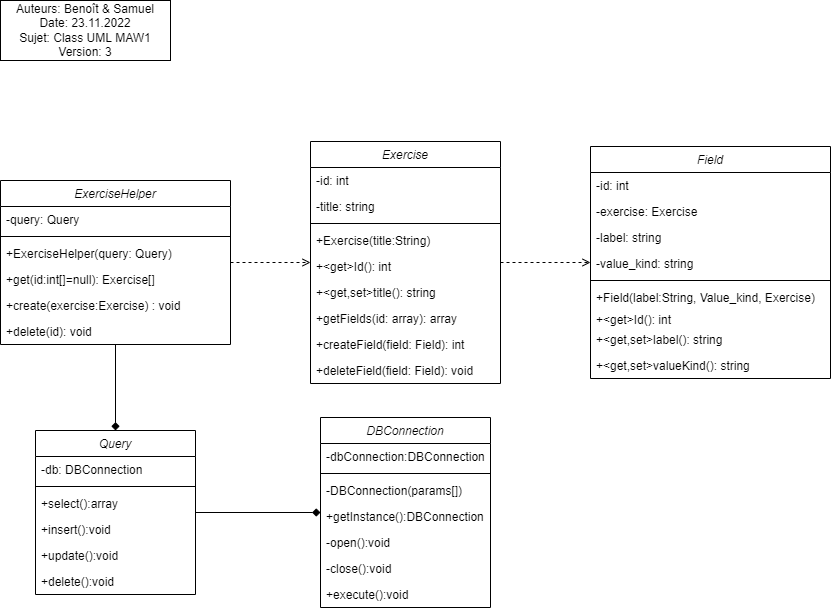 Auteurs: Benoît & Samuel
Date: 23.11.2022
Sujet: Class UML MAW1
Version: 3
ExerciseHelper
-query: Query
+ExerciseHelper(query: Query)
+get(id:int[]=null): Exercise[]
+create(exercise:Exercise) : void
+delete(id): void
Exercise
-id: int
-title: string
+Exercise(title:String)
+<get>Id(): int
+<get,set>title(): string
+getFields(id: array): array
+createField(field: Field): int
+deleteField(field: Field): void
Field
-id: int
-exercise: Exercise
-label: string
-value_kind: string
+Field(label:String, Value_kind, Exercise)
+<get>Id(): int
+<get,set>label(): string
+<get,set>valueKind(): string
Query
-db: DBConnection
+select():array
+insert():void
+update():void
+delete():void
DBConnection
-dbConnection:DBConnection
-DBConnection(params[])
+getInstance():DBConnection
-open():void
-close():void
+execute():void